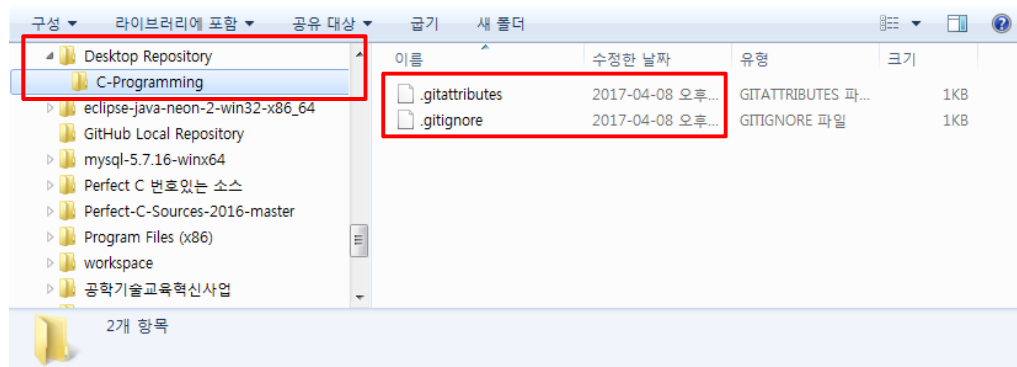 구성 ▼ 라이브러리에 포함 ▼ 공유 대상 ▼ 굽기 새 폴더
Desktop Repository
C-Programming
eclipse-java-neon-2-win32-x86_64
GitHub Local Repository
mysql-5.7.16-winx64
Perfect C 번호있는 소스
Perfect-C-Sources-2016-master
Program Files (x86)
workspace
공학기술교육혁신사업
이름 수정한 날짜 유형 크기
.gitattributes 2017-04-08 오후... GITATTRIBUTES 파... 1KB
.gitignore 2017-04-08 오후... GITIGNORE 파일 1KB
2개 항목